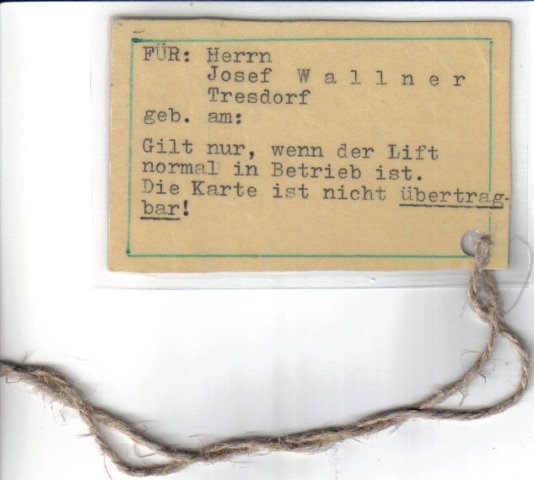 FÜR: Herrn
Josef Wallner
Tresdorf
geb. am:
Gilt nur, wenn der Lift
normal in Betrieb ist.
Die Karte ist nicht übertrag-
bar!